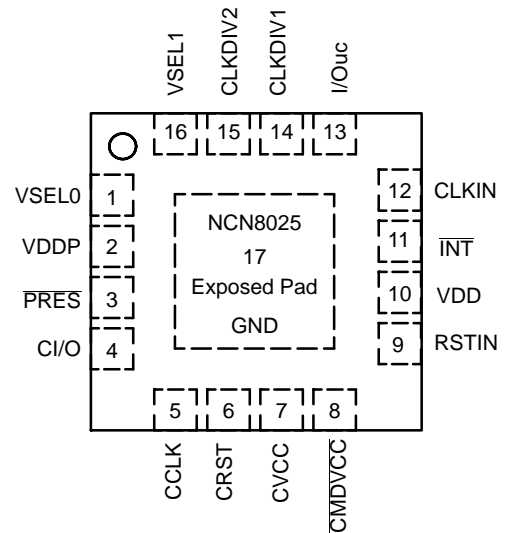 VSEL1
CLKDIV2
CLKDIV1
I/Ouc
16
15
14
13
VSEL0
1
VDDP
2
PRES
3
CI/O
4
NCN8025
17
Exposed Pad
GND
12
CLKIN
11
INT
10
VDD
9
RSTIN
5
6
7
8
CCLK
CRST
CVCC
CMDVCC